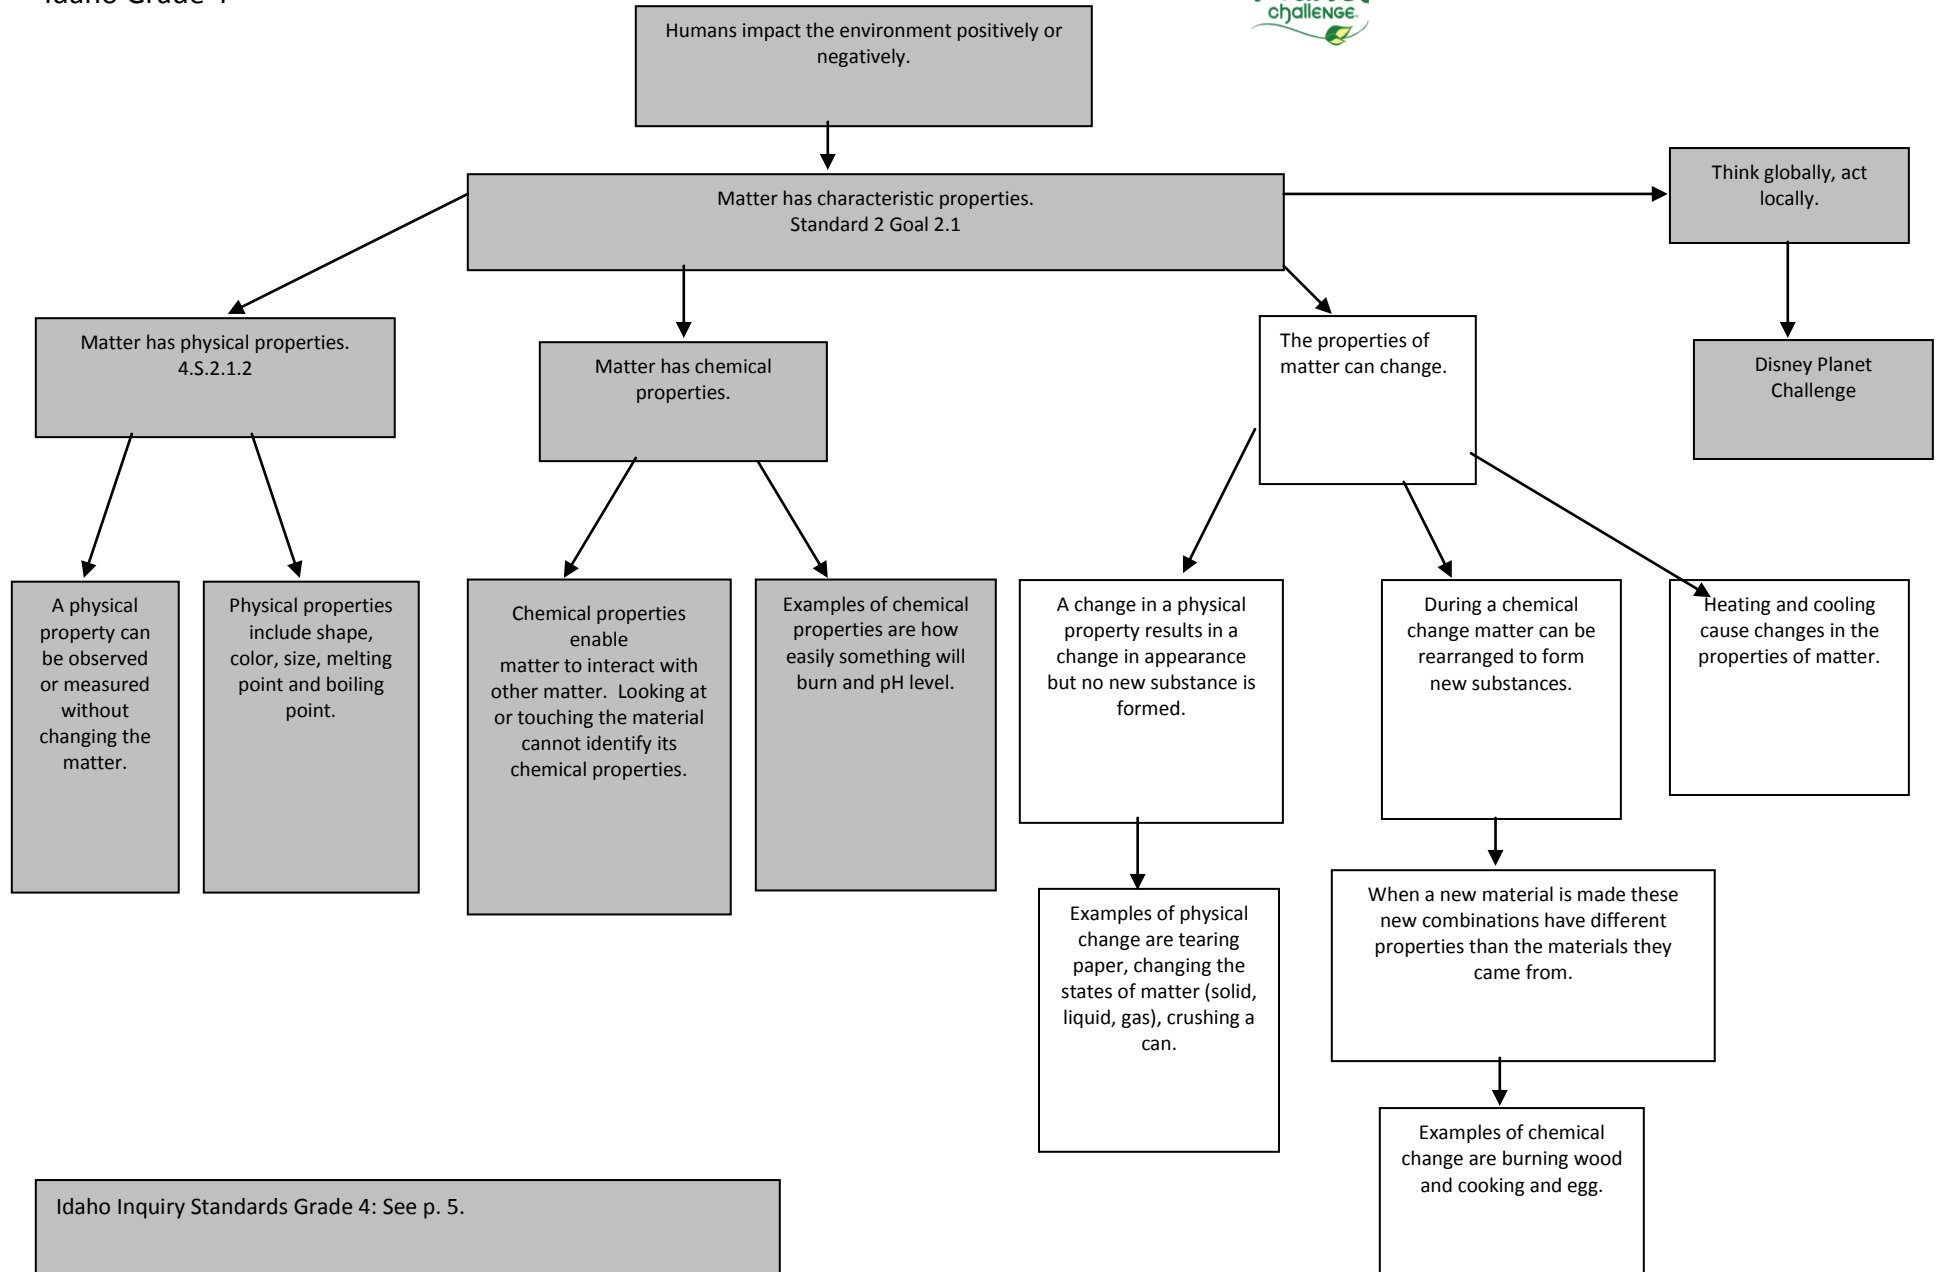 Idaho Grade 4
challenge
Humans impact the environment positively or
negatively.
Think globally, act
locally.
Matter has characteristic properties.
Standard 2 Goal 2.1
Matter has physical properties.
4.S.2.1.2
Matter has chemical
properties.
The properties of
matter can change.
Disney Planet
Challenge
A physical
property can
be observed
or measured
without
changing the
matter.
Physical properties
include shape,
color, size, melting
point and boiling
point.
Chemical properties
enable
matter to interact with
other matter. Looking at
or touching the material
cannot identify its
chemical properties.
Examples of chemical
properties are how
easily something will
burn and pH level.
A change in a physical
property results in a
change in appearance
but no new substance is
formed.
During a chemical
change matter can be
rearranged to form
new substances.
Heating and cooling
cause changes in the
properties of matter.
Examples of physical
change are tearing
paper, changing the
states of matter (solid,
liquid, gas), crushing a
can.
When a new material is made these
new combinations have different
properties than the materials they
came from.
Examples of chemical
change are burning wood
and cooking and egg.
Idaho Inquiry Standards Grade 4: See p. 5.